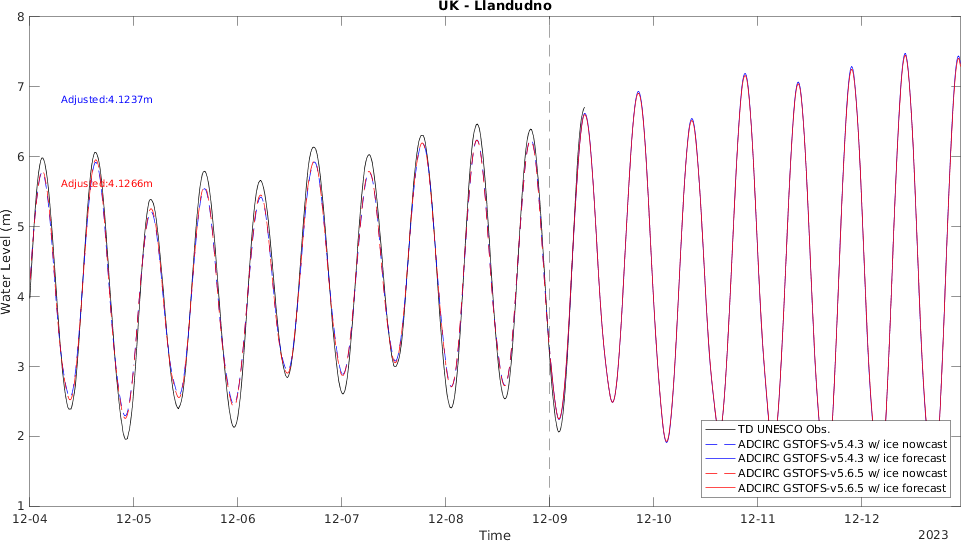 UK - Llandudno
8
7
6
5
4
3
2
1
Water Level (m)
Adjusted:4.1237m
Adjusted:4.1266m
TD UNESCO Obs.
ADCIRC GSTOFS-v5.4.3 w/ ice nowcast
ADCIRC GSTOFS-v5.4.3 w/ ice forecast
ADCIRC GSTOFS-v5.6.5 w/ ice nowcast
ADCIRC GSTOFS-v5.6.5 w/ ice forecast
12-04 12-05 12-06 12-07 12-08 12-09 12-10 12-11 12-12
Time
2023